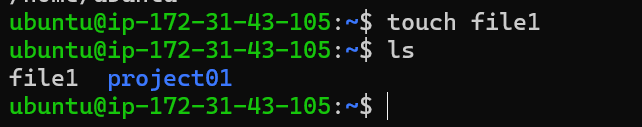 /home/ubuntu
ubuntu@ip-172-31-43-105:~$ touch file1
ubuntu@ip-172-31-43-105:~$ ls
file1  project01
ubuntu@ip-172-31-43-105:~$